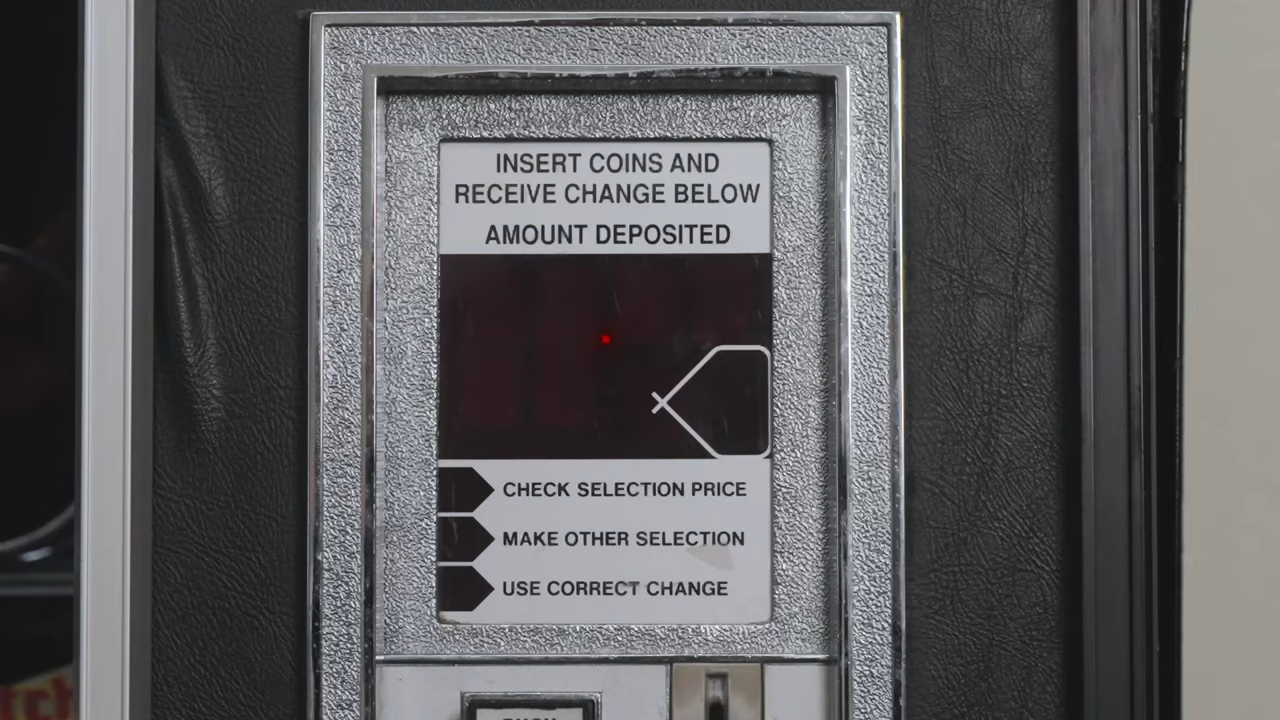 INSERT COINS AND
RECEIVE CHANGE BELOW
AMOUNT DEPOSITED
CHECK SELECTION PRICE
MAKE OTHER SELECTION
USE CORRECT CHANGE